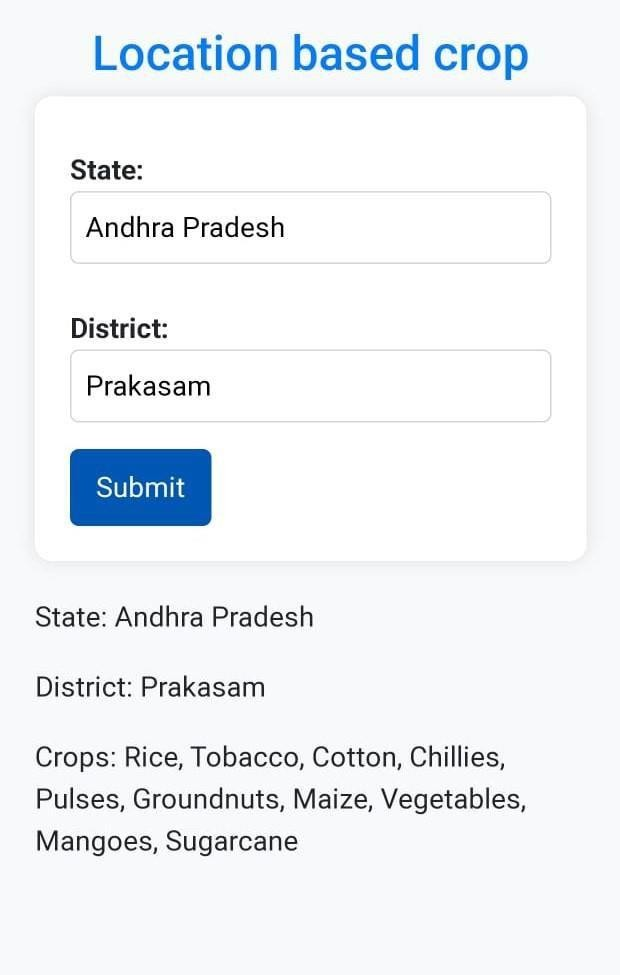 Location based crop
State:
Andhra Pradesh
District:
Prakasam
Submit
State: Andhra Pradesh
District: Prakasam
Crops: Rice, Tobacco, Cotton, Chillies,
Pulses, Groundnuts, Maize, Vegetables,
Mangoes, Sugarcane